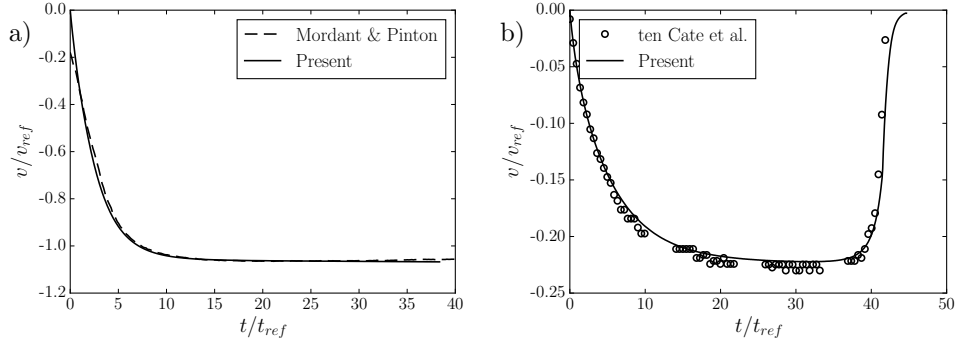 a)
0.0
-0.2
-0.4
-0.6
-0.8
-1.0
-1.2
v/v_ref
Mordant & Pinton
Present
0 5 10 15 20 25 30 35 40
t/t_ref
b)
0.00
-0.05
-0.10
-0.15
-0.20
-0.25
v/v_ref
ten Cate et al.
Present
0 10 20 30 40 50
t/t_ref